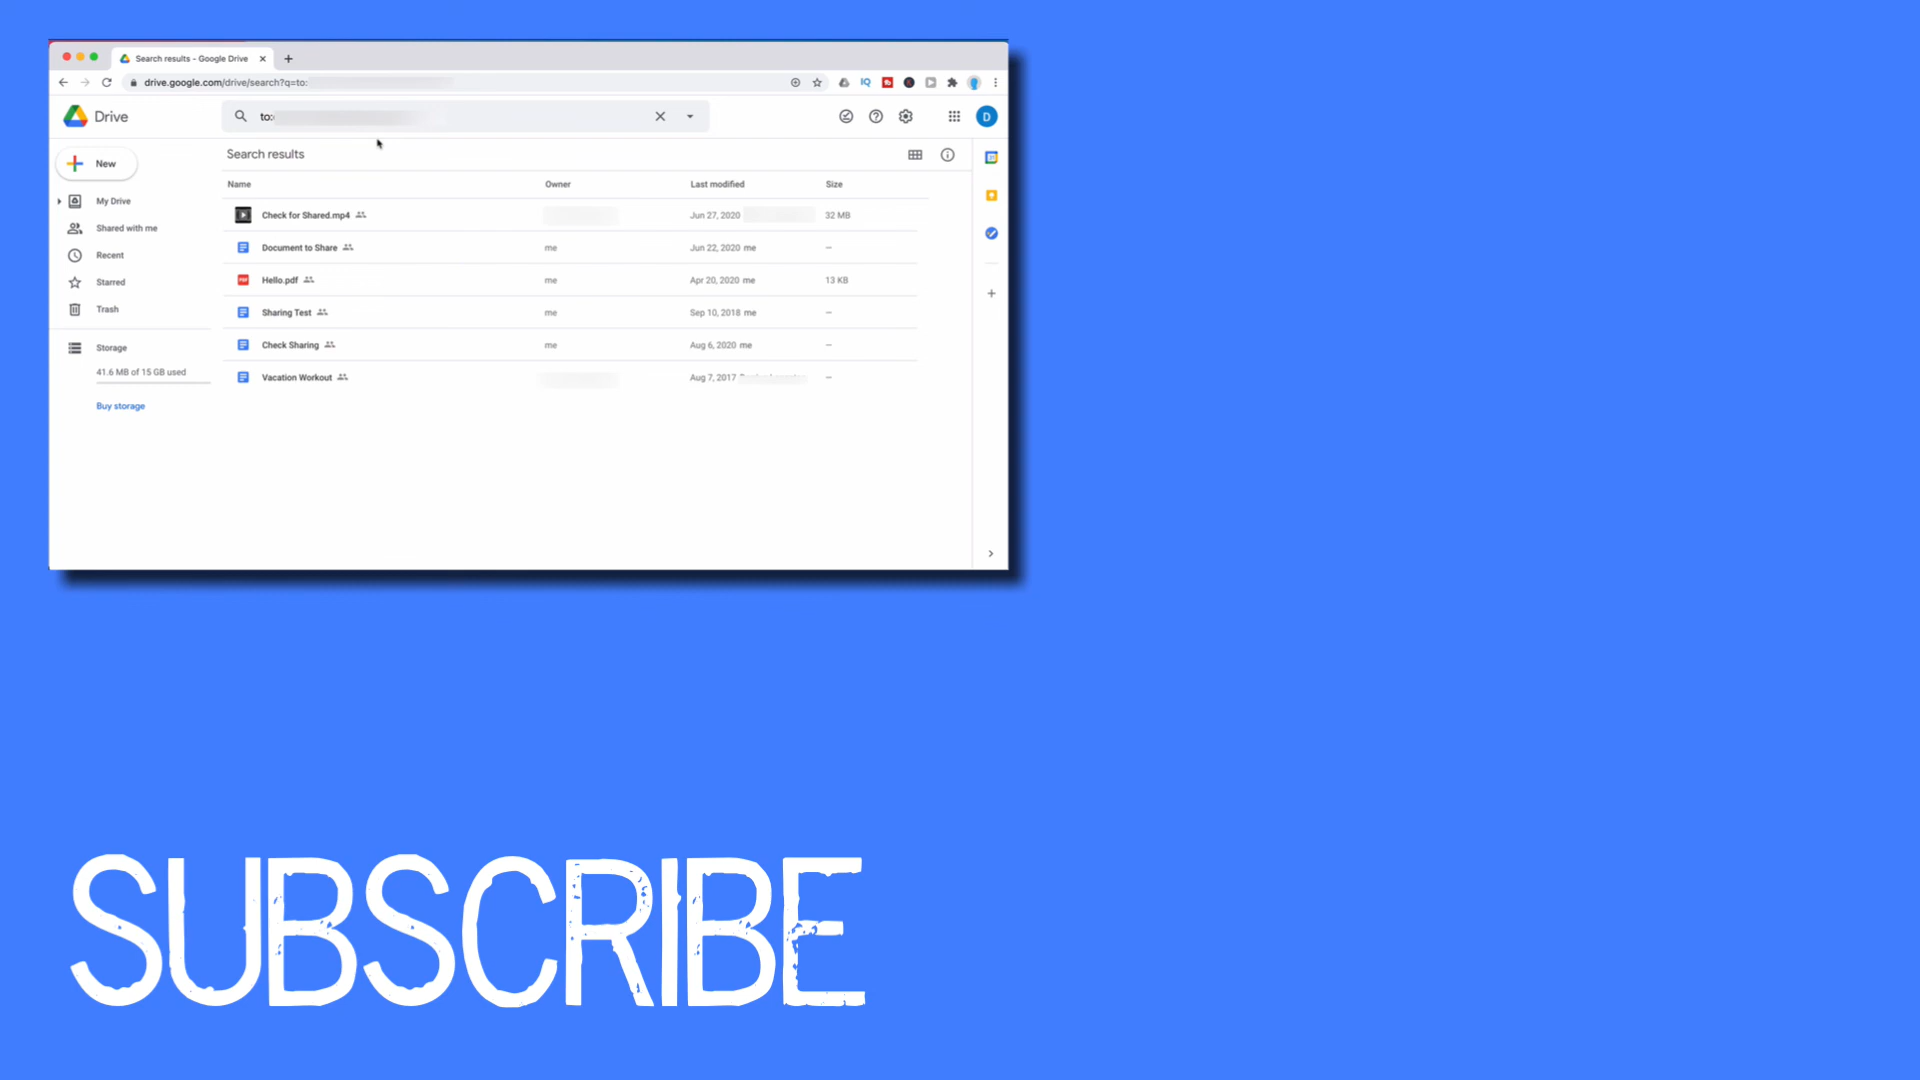 Search results - Google Drive
drive.google.com/drive/search?q=to:
IQ
Drive
to:
D
New
Search results
Name Owner Last modified Size
My Drive
Check for Shared.mp4 Jun 27, 2020 32 MB
Shared with me
Document to Share me Jun 22, 2020 me –
Recent
Hello.pdf me Apr 20, 2020 me 13 KB
Starred
Trash
Sharing Test me Sep 10, 2018 me –
Storage
Check Sharing me Aug 6, 2020 me –
41.6 MB of 15 GB used
Vacation Workout Aug 7, 2017 –
Buy storage
SUBSCRIBE